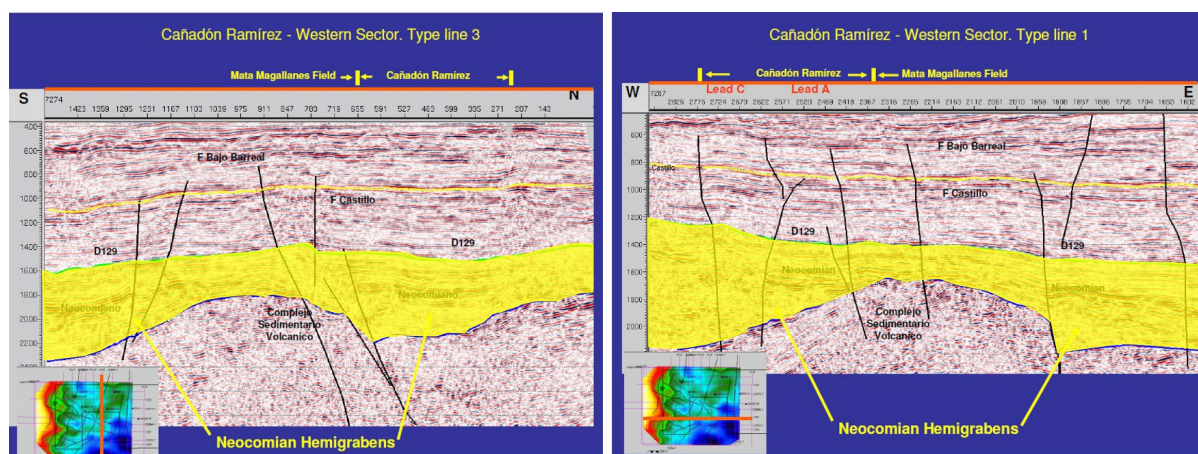 Cañadón Ramírez - Western Sector. Type line 3
Mata Magallanes Field
Cañadón Ramírez
S
7274
N
1423 1359 1295 1231 1167 1103 1039 975 911 847 783 719 655 591 527 463 399 335 271 207 143
400
600
800
1000
1200
1400
1600
1800
2000
2200
F Bajo Barreal
F Castillo
D129
D129
Neocomiano
Neocomiano
Complejo
Sedimentario
Volcanico
Neocomian Hemigrabens
Cañadón Ramírez - Western Sector. Type line 1
Cañadón Ramírez
Mata Magallanes Field
Lead C
Lead A
W
7287
E
2826 2775 2724 2673 2622 2571 2520 2469 2418 2367 2316 2265 2214 2163 2112 2061 2010 1959 1908 1857 1806 1755 1704 1653 1602
600
800
1000
1200
1400
1600
1800
2000
F Bajo Barreal
Castillo
F Castillo
D129
D129
Neocomian
Neocomian
Complejo
Sedimentario
Volcanico
Neocomian Hemigrabens